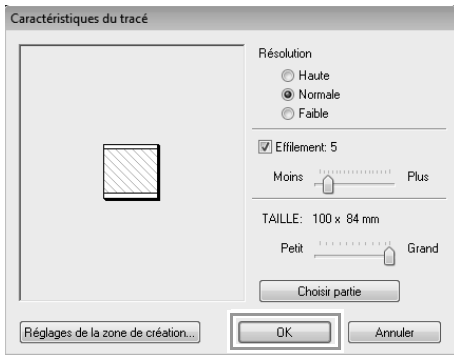 Caractéristiques du tracé
Résolution
Haute
Normale
Faible
Effilement: 5
Moins Plus
TAILLE: 100 x 84 mm
Petit Grand
Choisir partie
Réglages de la zone de création... OK Annuler